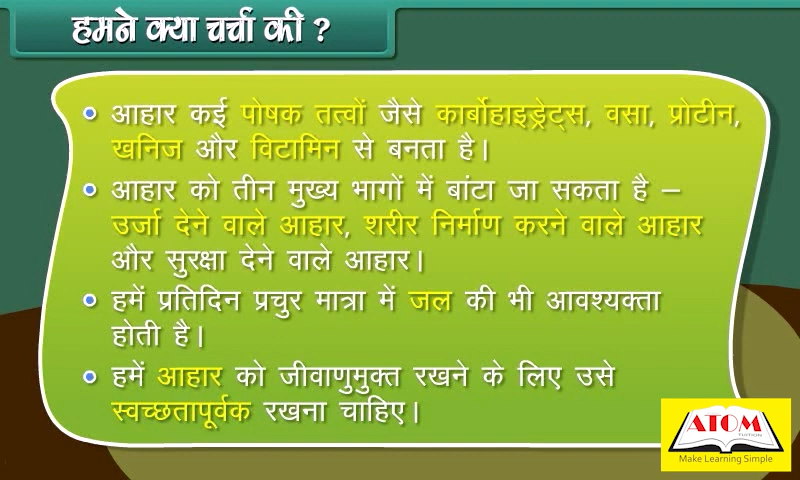 हमने क्या चर्चा की ?
आहार कई पोषक तत्वों जैसे कार्बोहाइड्रेट्स, वसा, प्रोटीन,
खनिज और विटामिन से बनता है।
आहार को तीन मुख्य भागों में बांटा जा सकता है –
उर्जा देने वाले आहार, शरीर निर्माण करने वाले आहार
और सुरक्षा देने वाले आहार।
हमें प्रतिदिन प्रचुर मात्रा में जल की भी आवश्यक्ता
होती है।
हमें आहार को जीवाणुमुक्त रखने के लिए उसे
स्वच्छतापूर्वक रखना चाहिए।
ATOM
TUITION
Make Learning Simple